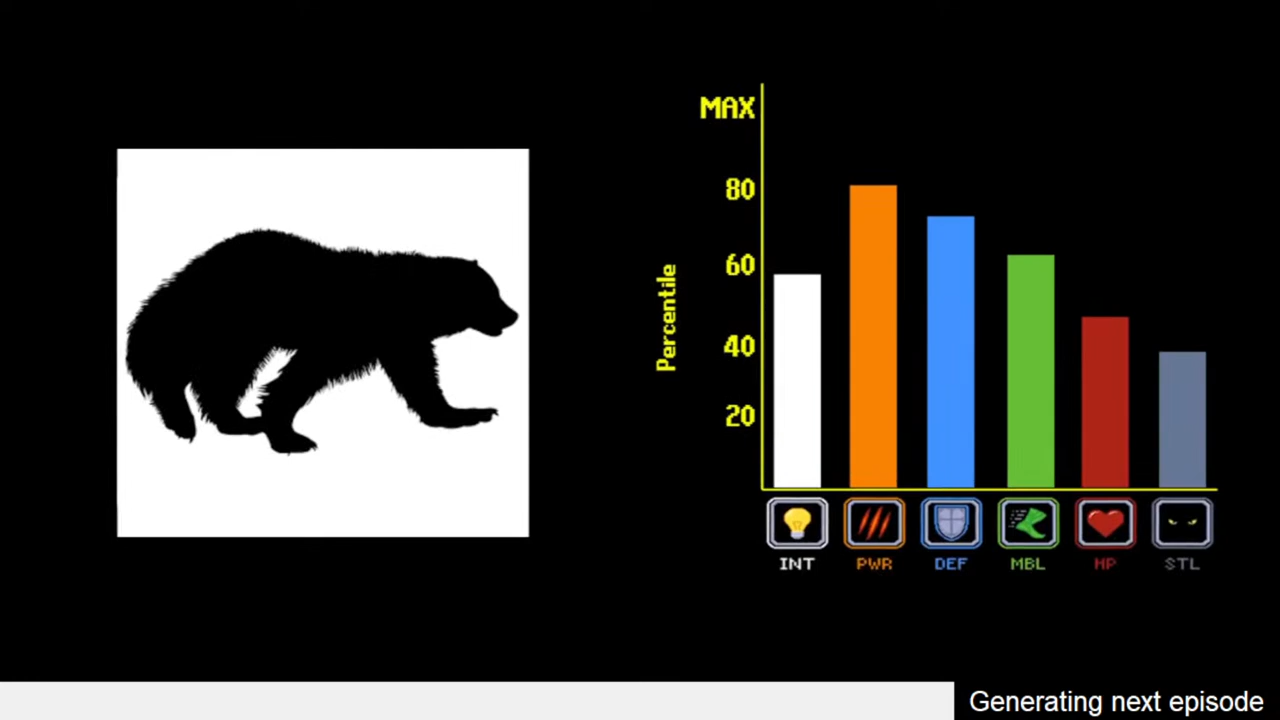 MAX
80
60
40
20
Percentile
INT PWR DEF MBL HP STL
Generating next episode